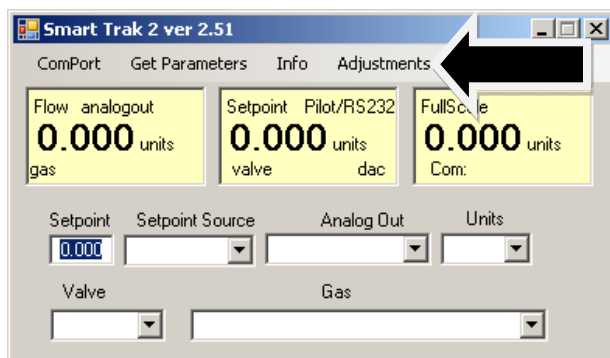 Smart Trak 2 ver 2.51
ComPort Get Parameters Info Adjustments
Flow analogout Setpoint Pilot/RS232 FullScale
0.000 units 0.000 units 0.000 units
gas valve dac Com:
Setpoint Setpoint Source Analog Out Units
0.000
Valve Gas